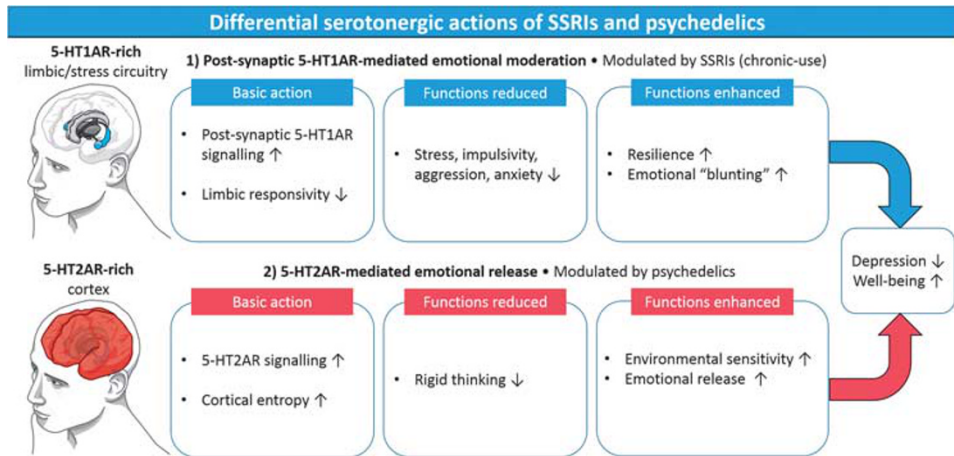 Differential serotonergic actions of SSRIs and psychedelics
5-HT1AR-rich
limbic/stress circuitry
1) Post-synaptic 5-HT1AR-mediated emotional moderation • Modulated by SSRIs (chronic-use)
Basic action
• Post-synaptic 5-HT1AR
signalling ↑
• Limbic responsivity ↓
Functions reduced
• Stress, impulsivity,
aggression, anxiety ↓
Functions enhanced
• Resilience ↑
• Emotional “blunting” ↑
5-HT2AR-rich
cortex
2) 5-HT2AR-mediated emotional release • Modulated by psychedelics
Basic action
• 5-HT2AR signalling ↑
• Cortical entropy ↑
Functions reduced
• Rigid thinking ↓
Functions enhanced
• Environmental sensitivity ↑
• Emotional release ↑
Depression ↓
Well-being ↑